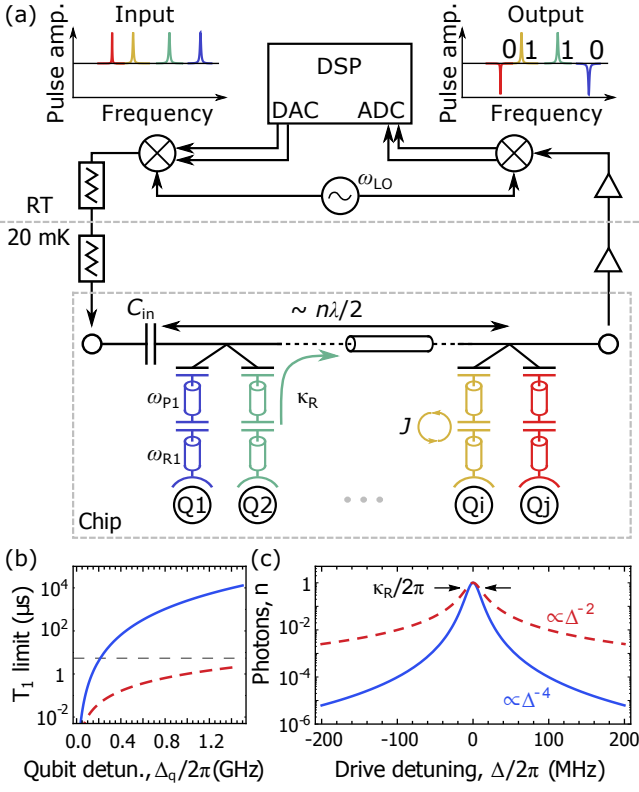 (a)
Input
Pulse amp.
Frequency
DSP
DAC ADC
Output
0 1 1 0
Pulse amp.
Frequency
ω_LO
RT
20 mK
C_in
~ nλ/2
ω_P1
κ_R
J
ω_R1
Q1 Q2 ... Qi Qj
Chip
(b)
T_1 limit (μs)
10^4
10^2
1
10^-2
0.0 0.4 0.8 1.2
Qubit detun., Δ_q/2π(GHz)
(c)
Photons, n
1
10^-2
10^-4
10^-6
κ_R/2π
∝Δ^-2
∝Δ^-4
-200 -100 0 100 200
Drive detuning, Δ/2π (MHz)